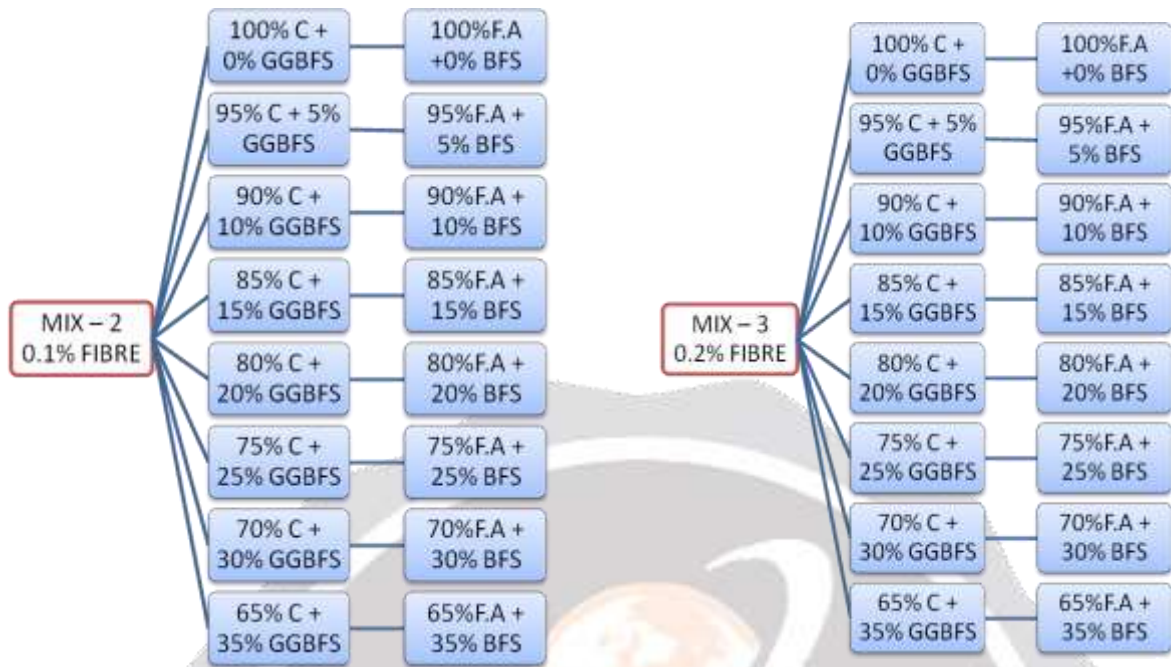 MIX – 2
0.1% FIBRE
100% C +
0% GGBFS
100%F.A
+0% BFS
95% C + 5%
GGBFS
95%F.A +
5% BFS
90% C +
10% GGBFS
90%F.A +
10% BFS
85% C +
15% GGBFS
85%F.A +
15% BFS
80% C +
20% GGBFS
80%F.A +
20% BFS
75% C +
25% GGBFS
75%F.A +
25% BFS
70% C +
30% GGBFS
70%F.A +
30% BFS
65% C +
35% GGBFS
65%F.A +
35% BFS
MIX – 3
0.2% FIBRE
100% C +
0% GGBFS
100%F.A
+0% BFS
95% C + 5%
GGBFS
95%F.A +
5% BFS
90% C +
10% GGBFS
90%F.A +
10% BFS
85% C +
15% GGBFS
85%F.A +
15% BFS
80% C +
20% GGBFS
80%F.A +
20% BFS
75% C +
25% GGBFS
75%F.A +
25% BFS
70% C +
30% GGBFS
70%F.A +
30% BFS
65% C +
35% GGBFS
65%F.A +
35% BFS